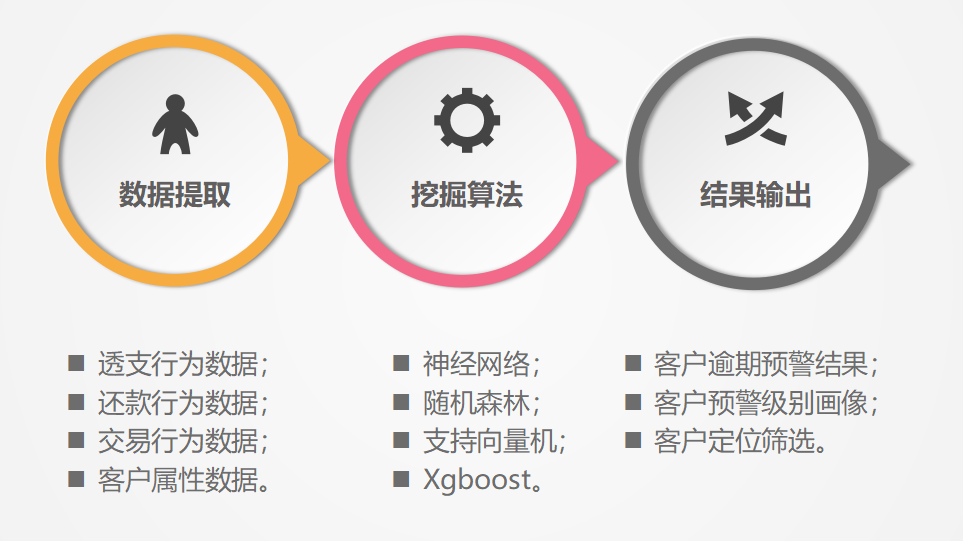 数据提取
挖掘算法
结果输出
■ 透支行为数据；
■ 还款行为数据；
■ 交易行为数据；
■ 客户属性数据。
■ 神经网络；
■ 随机森林；
■ 支持向量机；
■ Xgboost。
■ 客户逾期预警结果；
■ 客户预警级别画像；
■ 客户定位筛选。